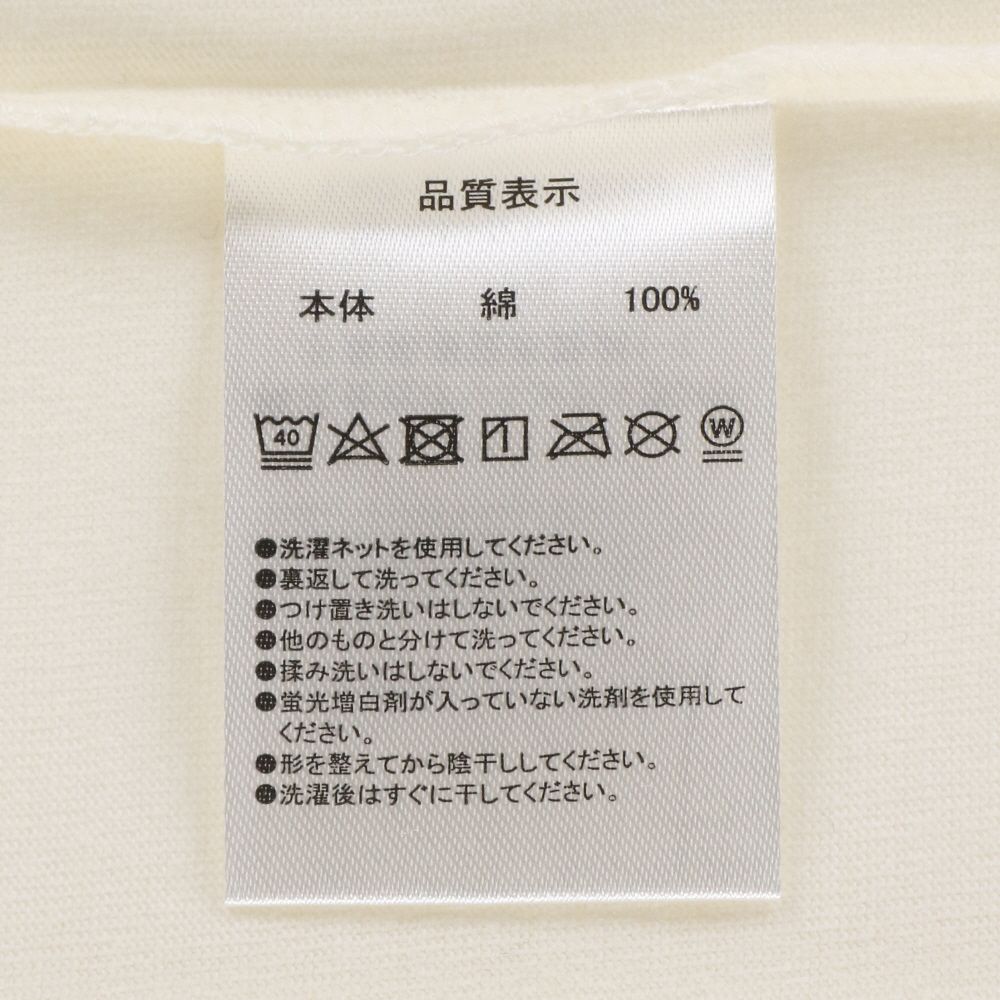 品質表示
本体 綿 100%
40 W
●洗濯ネットを使用してください。
●裏返して洗ってください。
●つけ置き洗いはしないでください。
●他のものと分けて洗ってください。
●揉み洗いはしないでください。
●蛍光増白剤が入っていない洗剤を使用して
ください。
●形を整えてから陰干ししてください。
●洗濯後はすぐに干してください。